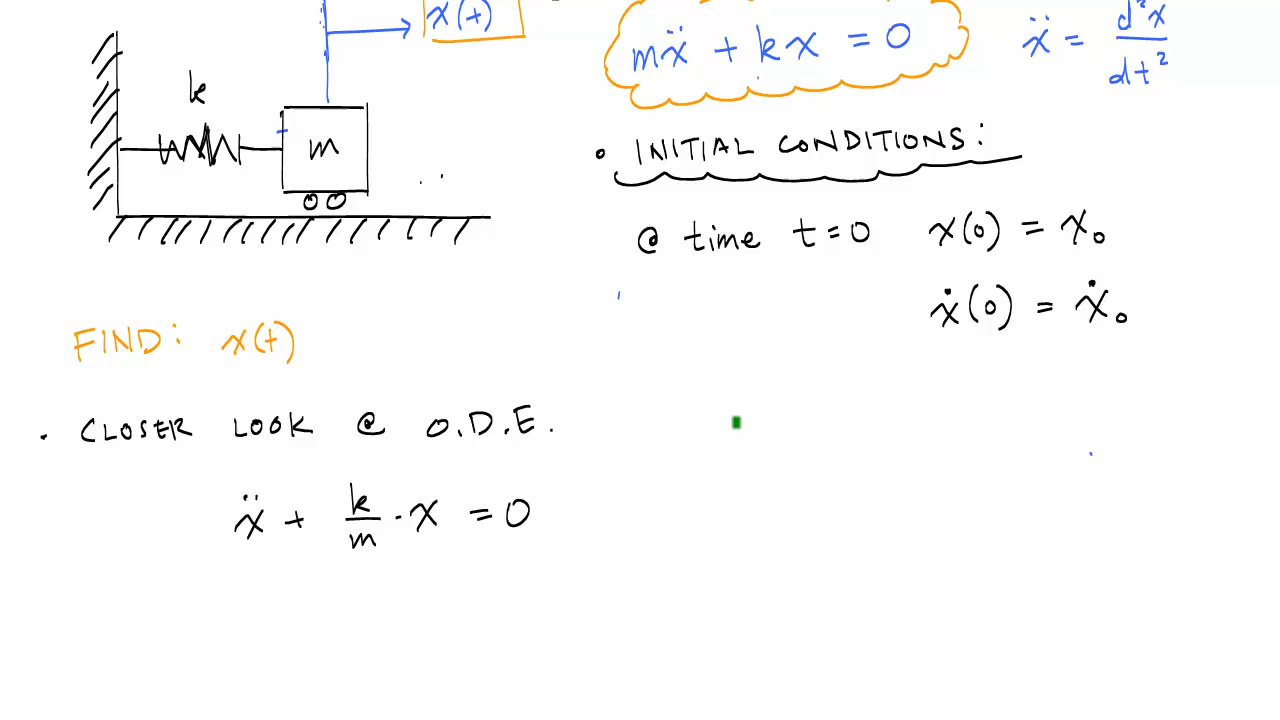 x(t)
k
m
mẍ + kx = 0
ẍ = d²x/dt²
• INITIAL CONDITIONS:
@ time t=0 x(0) = x₀
ẋ(0) = ẋ₀
FIND: x(t)
• CLOSER LOOK @ O.D.E.
ẍ + k/m · x = 0